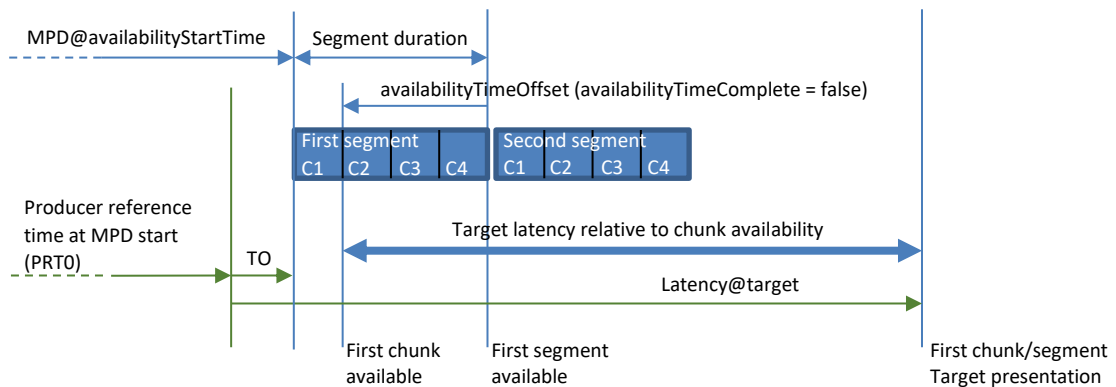 MPD@availabilityStartTime
Segment duration
availabilityTimeOffset (availabilityTimeComplete = false)
First segment
Second segment
C1 C2 C3 C4
C1 C2 C3 C4
Producer reference
time at MPD start
(PRT0)
TO
Target latency relative to chunk availability
Latency@target
First chunk
available
First segment
available
First chunk/segment
Target presentation